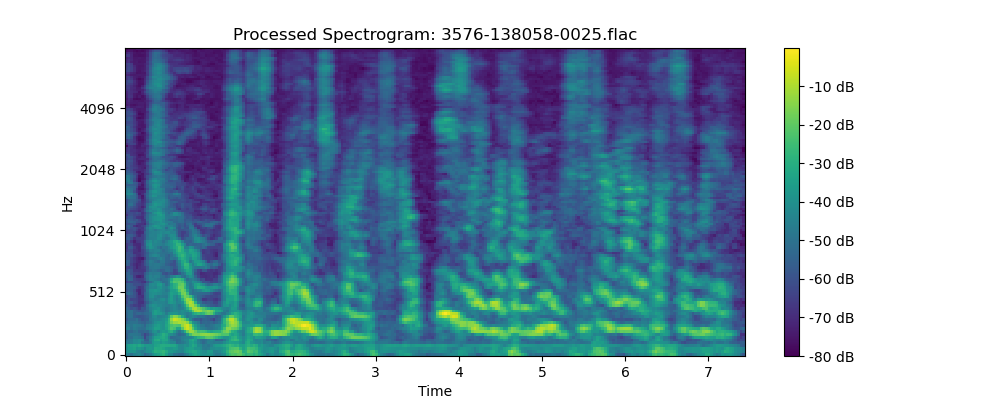 Processed Spectrogram: 3576-138058-0025.flac
Hz
4096
2048
1024
512
0
0 1 2 3 4 5 6 7
Time
-10 dB
-20 dB
-30 dB
-40 dB
-50 dB
-60 dB
-70 dB
-80 dB